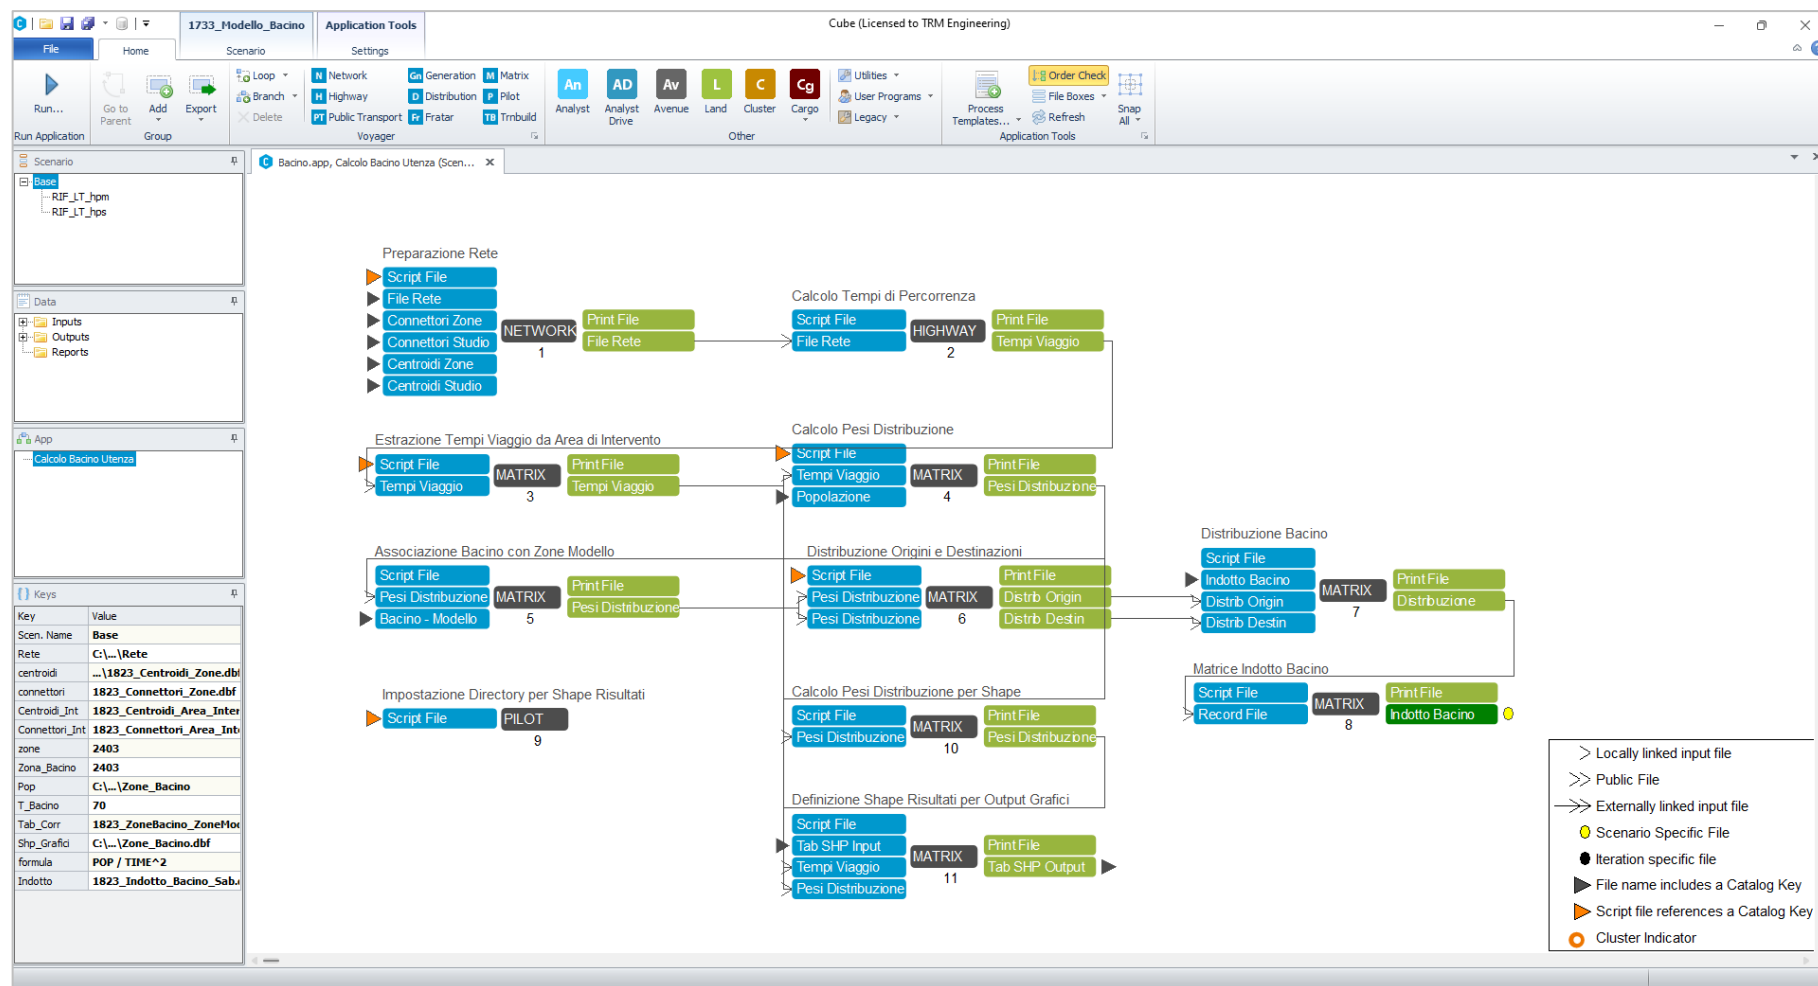 1733_Modello_Bacino
Application Tools
Cube (Licensed to TRM Engineering)
File
Home
Scenario
Settings
Run...
Run Application
Go to Parent
Add
Export
Group
Loop
Branch
Delete
N Network
H Highway
PT Public Transport
Gn Generation
D Distribution
Fr Fratar
M Matrix
P Pilot
TB Trnbuild
Voyager
An Analyst
AD Analyst Drive
Av Avenue
L Land
C Cluster
Cg Cargo
Utilities
User Programs
Legacy
Other
Process Templates...
Order Check
File Boxes
Refresh
Snap All
Application Tools
Scenario
Base
RIF_LT_hpm
RIF_LT_hps
Data
Inputs
Outputs
Reports
App
Calcolo Bacino Utenza
Keys
Key Value
Scen. Name Base
Rete C:\...\Rete
centroidi ...\1823_Centroidi_Zone.dbf
connettori 1823_Connettori_Zone.dbf
Centroidi_Int 1823_Centroidi_Area_Inter
Connettori_Int 1823_Connettori_Area_Int
zone 2403
Zona_Bacino 2403
Pop C:\...\Zone_Bacino
T_Bacino 70
Tab_Corr 1823_ZoneBacino_ZoneMo
Shp_Grafici C:\...\Zone_Bacino.dbf
formula POP / TIME^2
Indotto 1823_Indotto_Bacino_Sab.
Bacino.app, Calcolo Bacino Utenza (Scen...
Preparazione Rete
Script File
File Rete
Connettori Zone
Connettori Studio
Centroidi Zone
Centroidi Studio
NETWORK
1
Print File
File Rete
Calcolo Tempi di Percorrenza
Script File
File Rete
HIGHWAY
2
Print File
Tempi Viaggio
Estrazione Tempi Viaggio da Area di Intervento
Script File
Tempi Viaggio
MATRIX
3
Print File
Tempi Viaggio
Calcolo Pesi Distribuzione
Script File
Tempi Viaggio
Popolazione
MATRIX
4
Print File
Pesi Distribuzione
Associazione Bacino con Zone Modello
Script File
Pesi Distribuzione
Bacino - Modello
MATRIX
5
Print File
Pesi Distribuzione
Distribuzione Origini e Destinazioni
Script File
Pesi Distribuzione
Pesi Distribuzione
MATRIX
6
Print File
Distrib Origin
Distrib Destin
Distribuzione Bacino
Script File
Indotto Bacino
Distrib Origin
Distrib Destin
MATRIX
7
Print File
Distribuzione
Matrice Indotto Bacino
Script File
Record File
MATRIX
8
Print File
Indotto Bacino
Impostazione Directory per Shape Risultati
Script File
PILOT
9
Calcolo Pesi Distribuzione per Shape
Script File
Pesi Distribuzione
MATRIX
10
Print File
Pesi Distribuzione
Definizione Shape Risultati per Output Grafici
Script File
Tab SHP Input
Tempi Viaggio
Pesi Distribuzione
MATRIX
11
Print File
Tab SHP Output
Locally linked input file
Public File
Externally linked input file
Scenario Specific File
Iteration specific file
File name includes a Catalog Key
Script file references a Catalog Key
Cluster Indicator